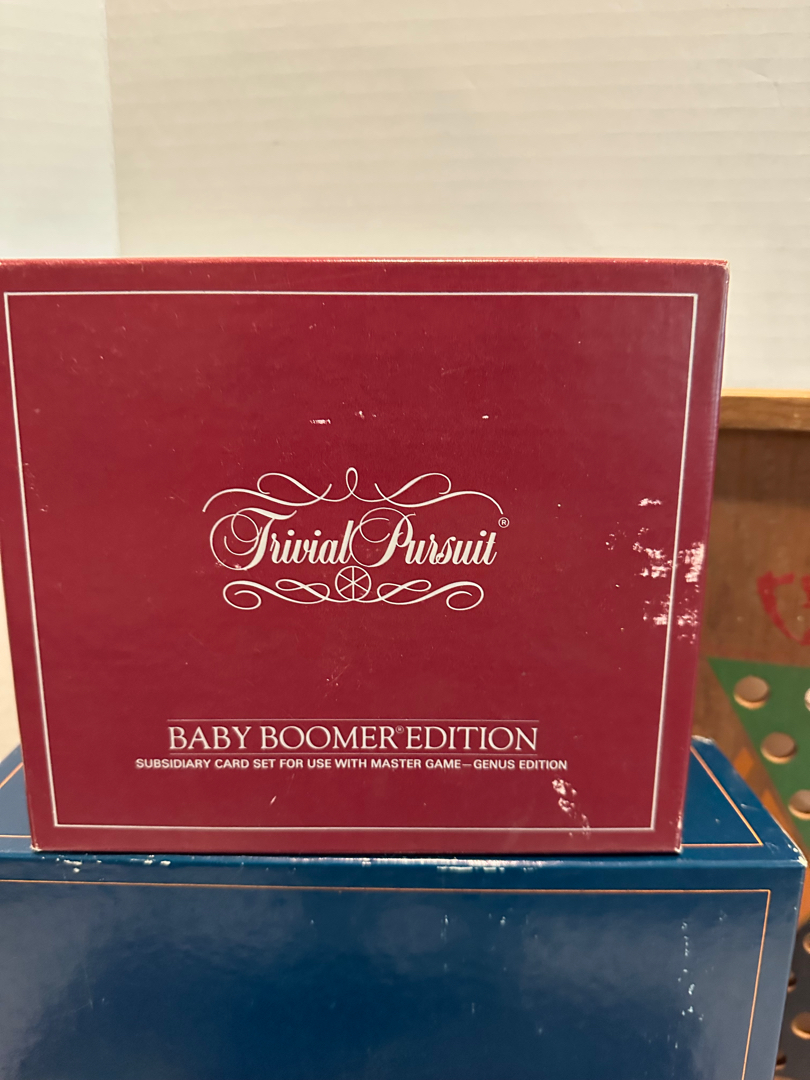 Trivial Pursuit®
BABY BOOMER® EDITION
SUBSIDIARY CARD SET FOR USE WITH MASTER GAME—GENUS EDITION